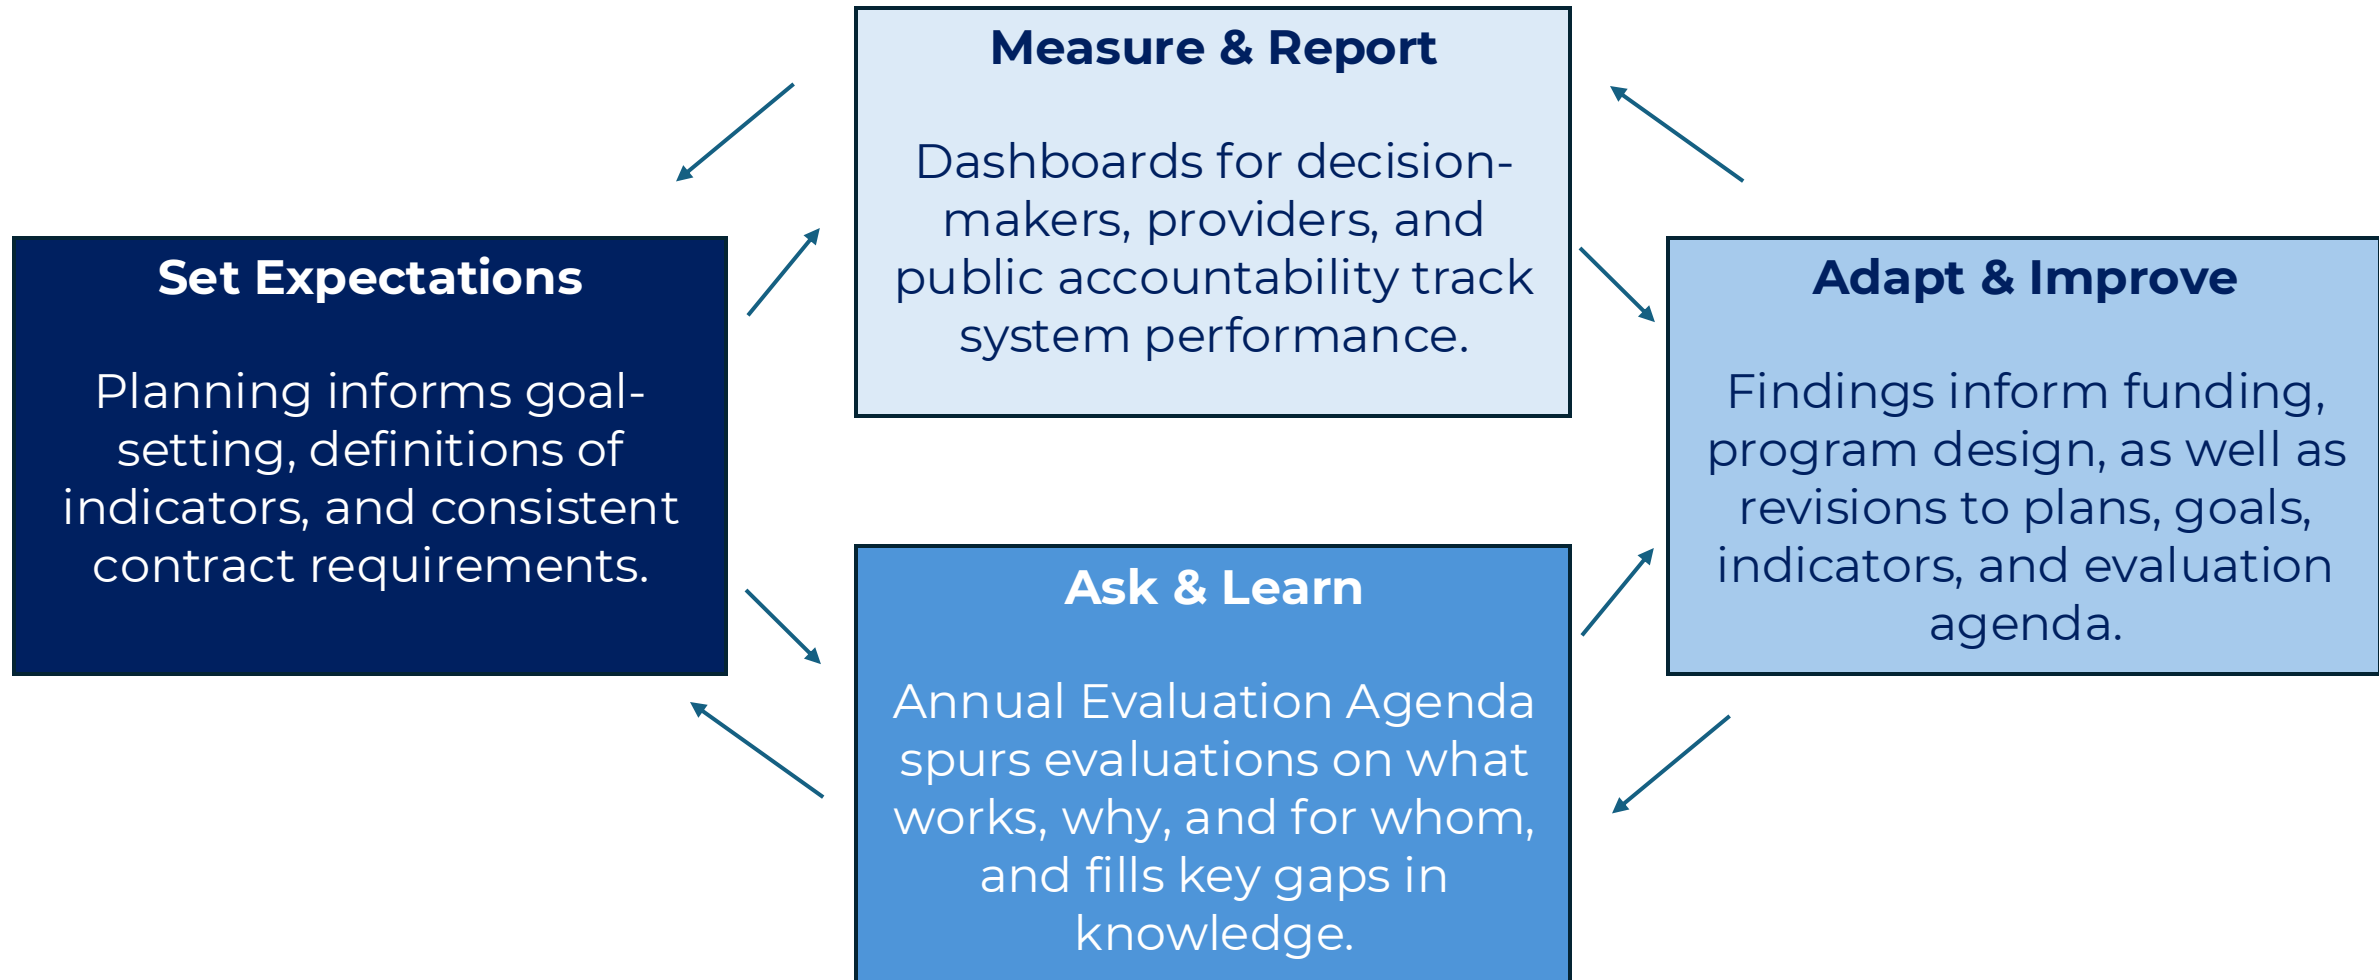 Measure & Report
Dashboards for decision-
makers, providers, and
public accountability track
system performance.
Set Expectations
Planning informs goal-
setting, definitions of
indicators, and consistent
contract requirements.
Adapt & Improve
Findings inform funding,
program design, as well as
revisions to plans, goals,
indicators, and evaluation
agenda.
Ask & Learn
Annual Evaluation Agenda
spurs evaluations on what
works, why, and for whom,
and fills key gaps in
knowledge.